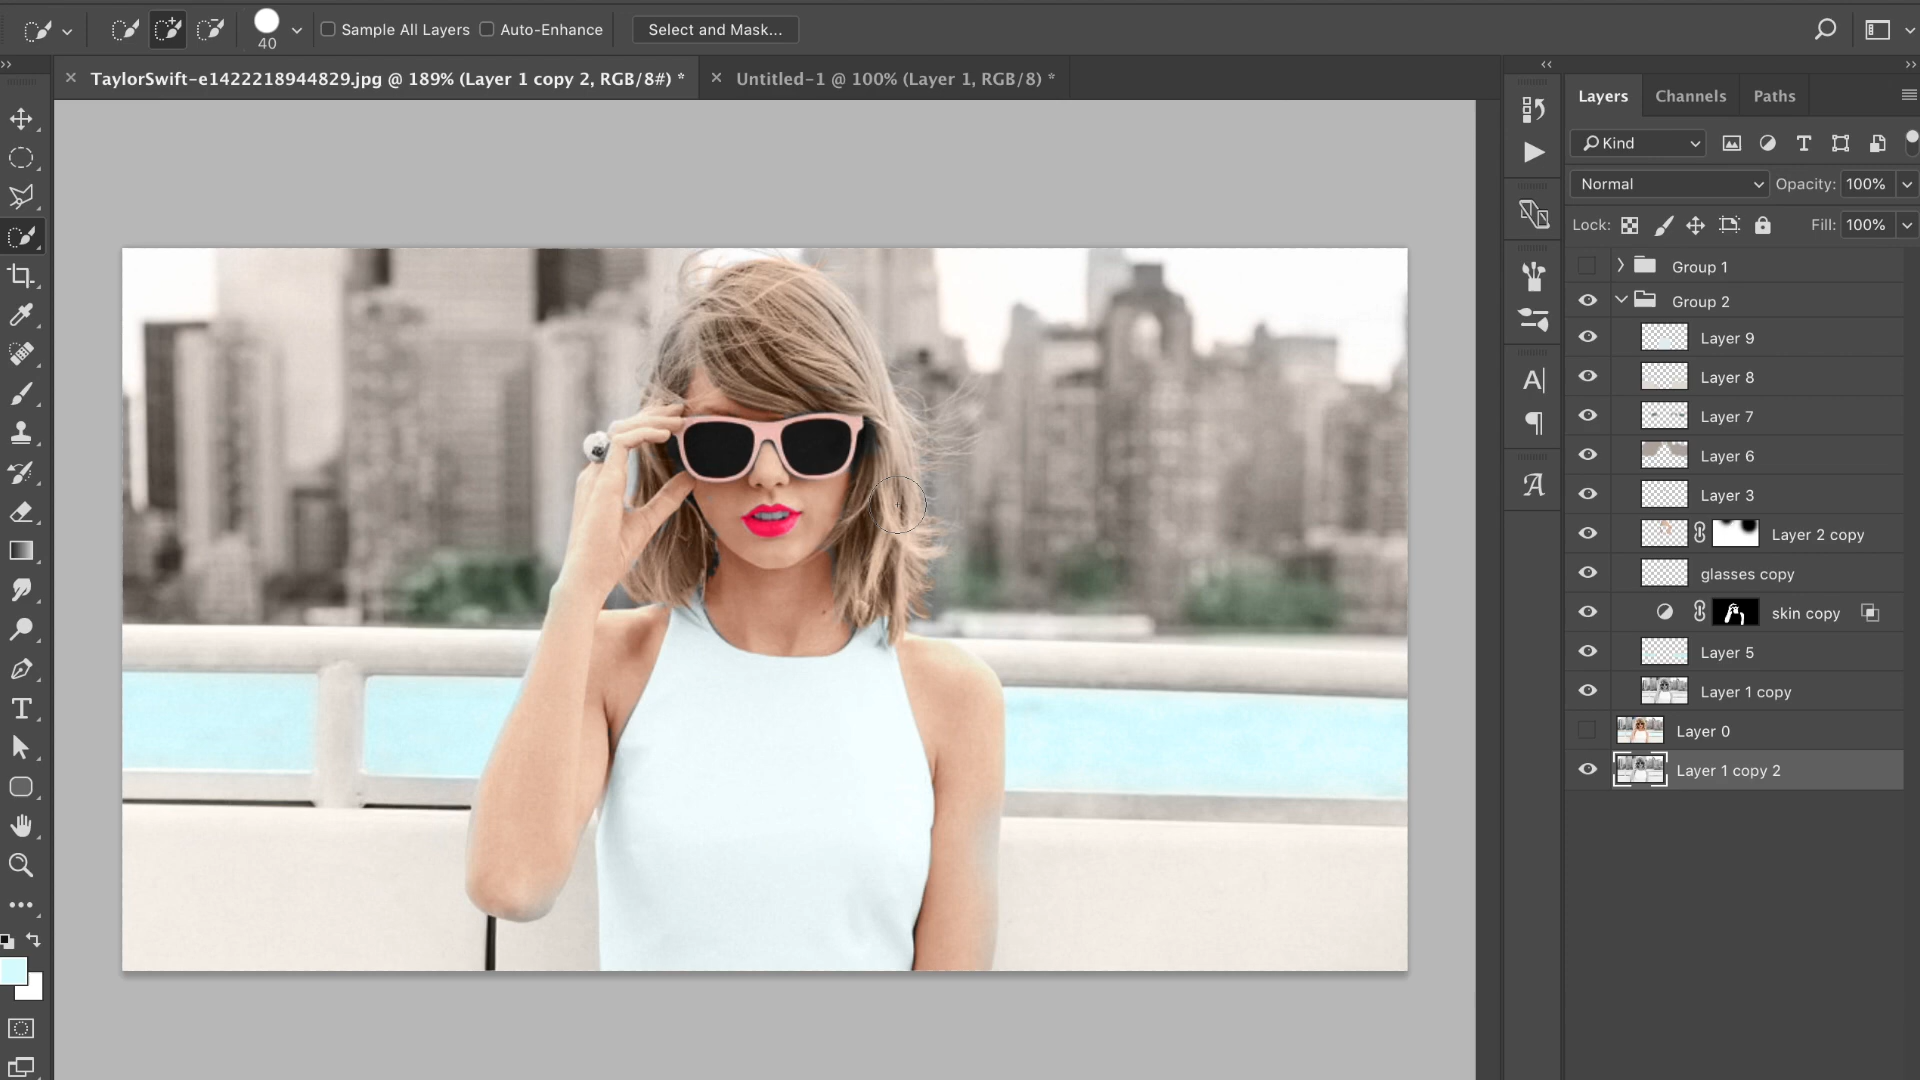 40
Sample All Layers
Auto-Enhance
Select and Mask...
TaylorSwift-e1422218944829.jpg @ 189% (Layer 1 copy 2, RGB/8#) *
Untitled-1 @ 100% (Layer 1, RGB/8) *
Layers Channels Paths
Kind
Normal Opacity: 100%
Lock: Fill: 100%
Group 1
Group 2
Layer 9
Layer 8
Layer 7
Layer 6
Layer 3
Layer 2 copy
glasses copy
skin copy
Layer 5
Layer 1 copy
Layer 0
Layer 1 copy 2